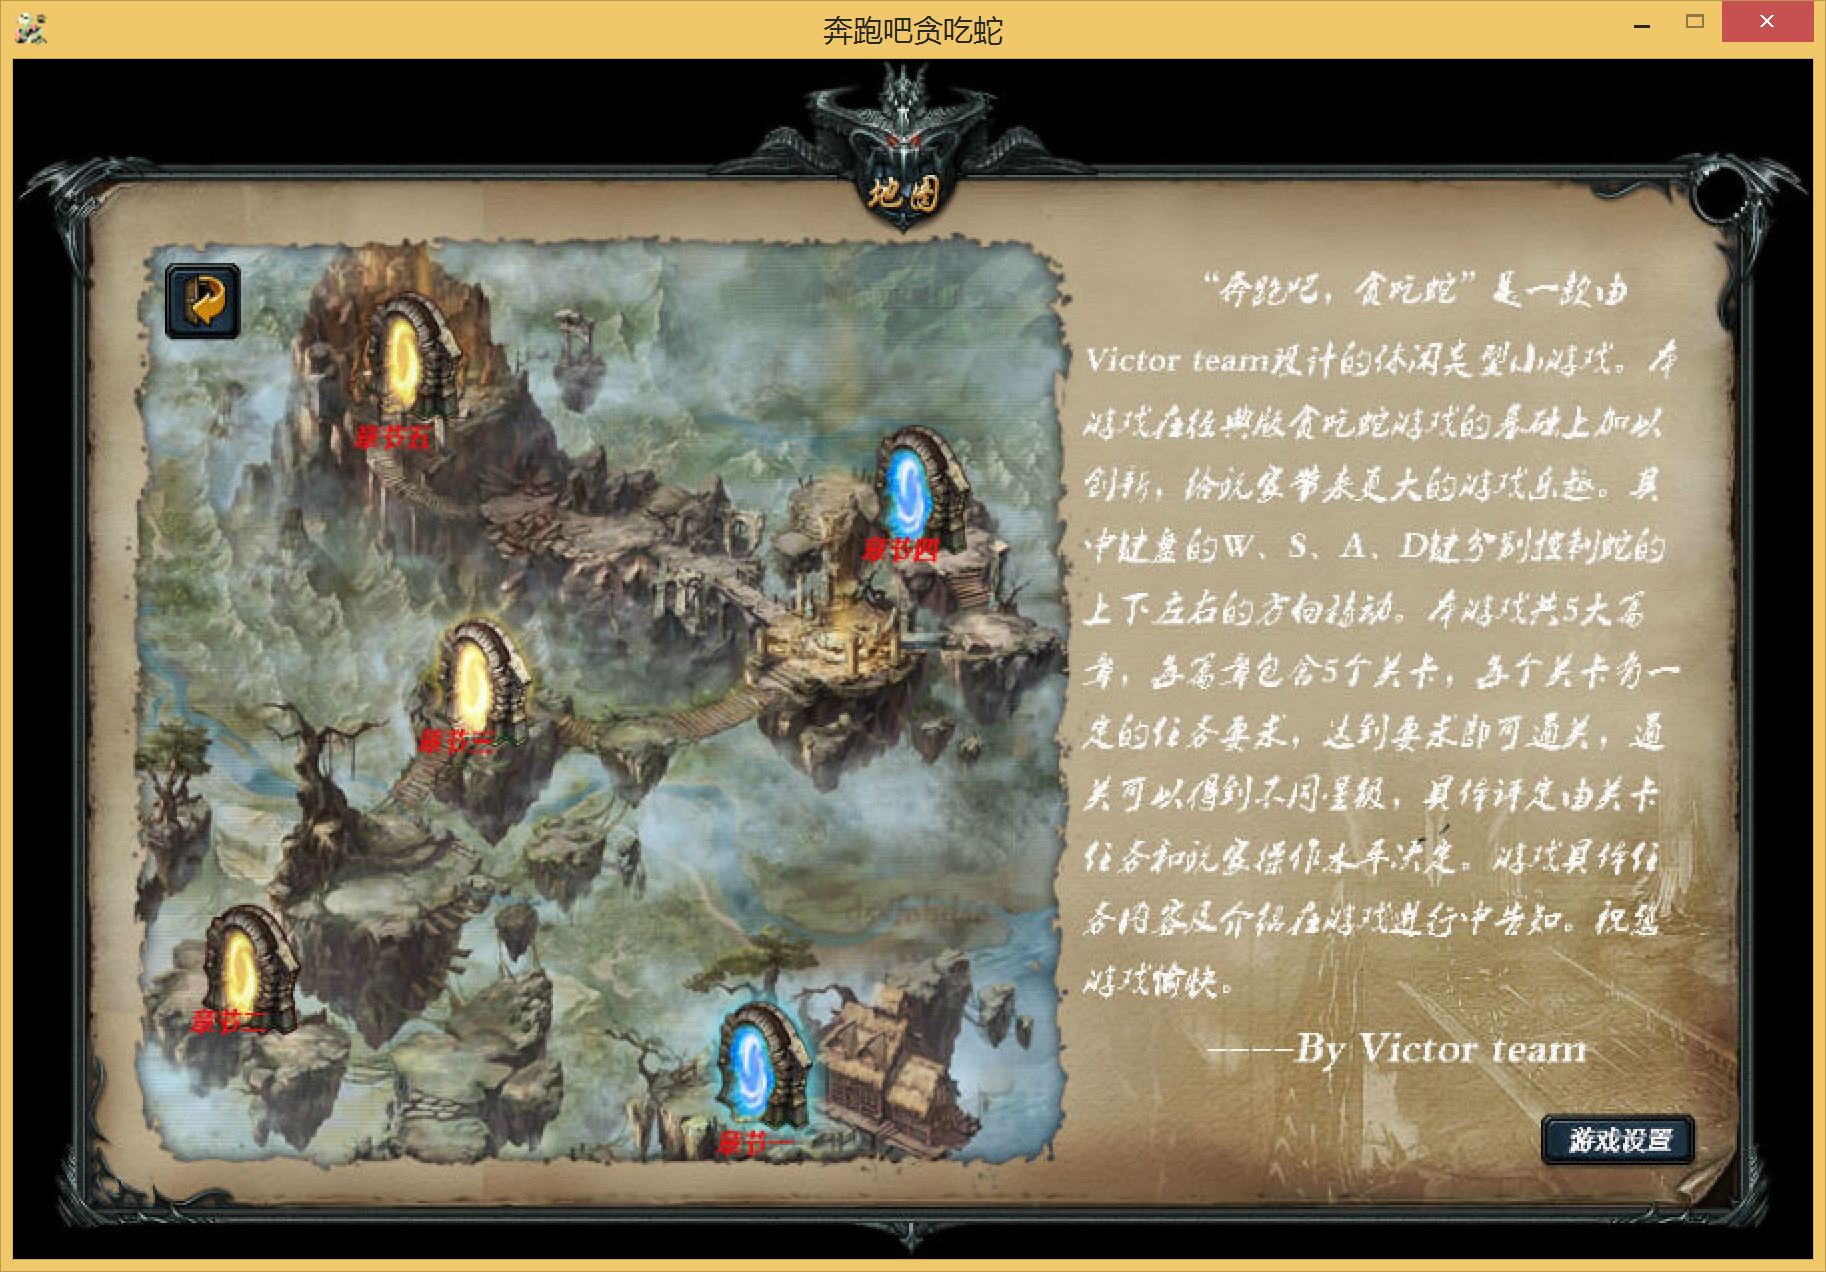 奔跑吧贪吃蛇
地图
“奔跑吧，贪吃蛇”是一款由
Victor team设计的休闲类型小游戏。本
游戏在经典版贪吃蛇游戏的基础上加以
创新，给玩家带来更大的游戏乐趣。其
中键盘的W、S、A、D键分别控制蛇的
上下左右的方向移动。本游戏共5大篇
章，每篇章包含5个关卡，每个关卡有一
定的任务要求，达到要求即可通关，通
关可以得到不同星级，具体评定由关卡
任务和玩家操作水平决定。游戏具体任
务内容及介绍在游戏进行中告知。祝您
游戏愉快。
----By Victor team
章节五
章节四
章节三
章节二
章节一
游戏设置